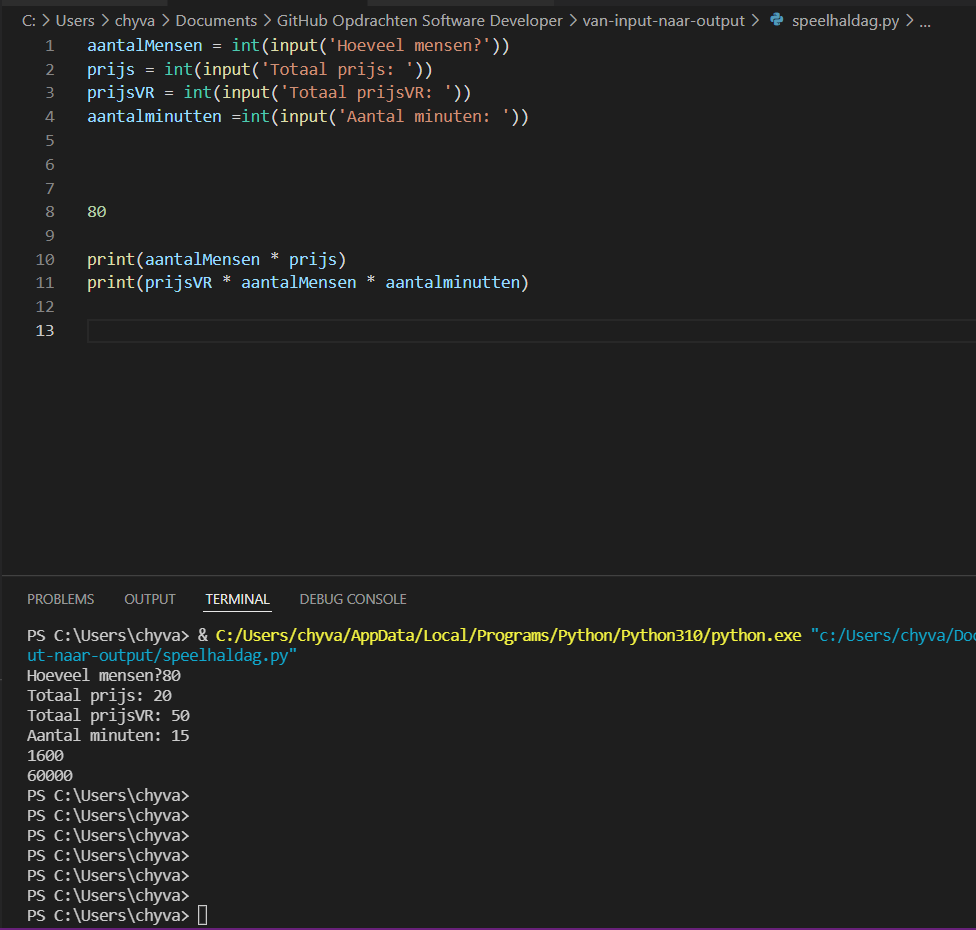 C: > Users > chyva > Documents > GitHub Opdrachten Software Developer > van-input-naar-output > speelhaldag.py > ...
1 aantalMensen = int(input('Hoeveel mensen?'))
2 prijs = int(input('Totaal prijs: '))
3 prijsVR = int(input('Totaal prijsVR: '))
4 aantalminutten =int(input('Aantal minuten: '))
5
6
7
8 80
9
10 print(aantalMensen * prijs)
11 print(prijsVR * aantalMensen * aantalminutten)
12
13
PROBLEMS OUTPUT TERMINAL DEBUG CONSOLE
PS C:\Users\chyva> & C:/Users/chyva/AppData/Local/Programs/Python/Python310/python.exe "c:/Users/chyva/Doc
ut-naar-output/speelhaldag.py"
Hoeveel mensen?80
Totaal prijs: 20
Totaal prijsVR: 50
Aantal minuten: 15
1600
60000
PS C:\Users\chyva>
PS C:\Users\chyva>
PS C:\Users\chyva>
PS C:\Users\chyva>
PS C:\Users\chyva>
PS C:\Users\chyva>
PS C:\Users\chyva>